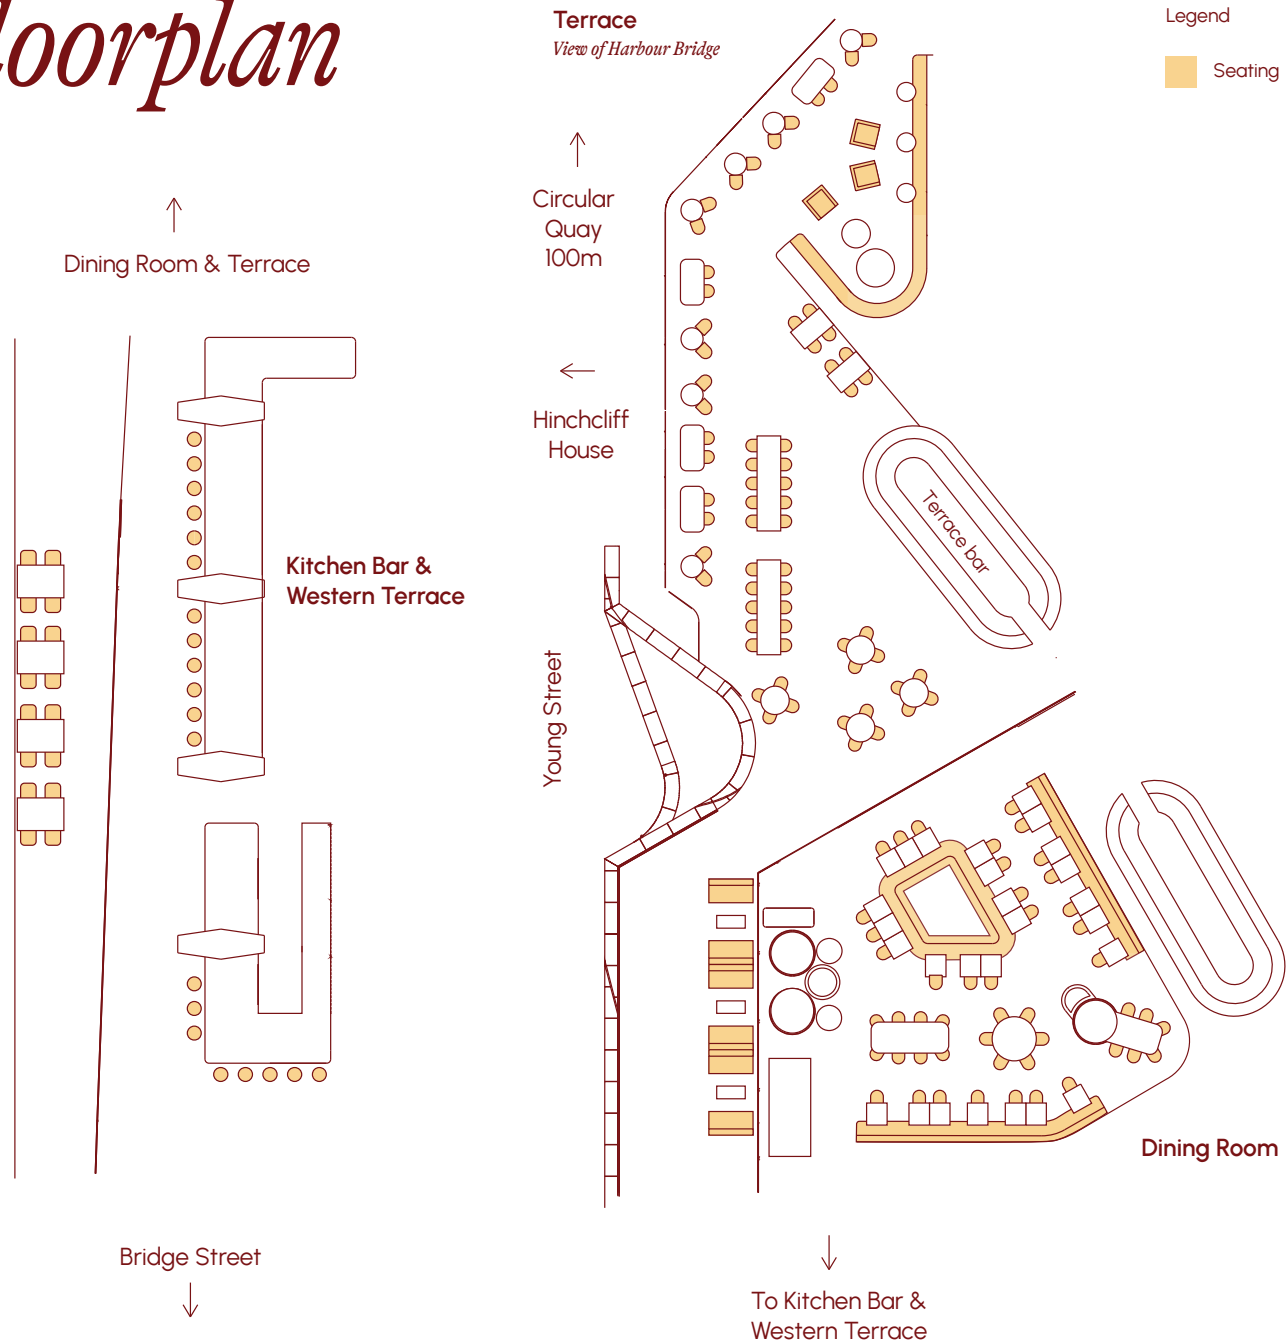 loorplan
Terrace
View of Harbour Bridge
Legend
Seating
Circular
Quay
100m
Dining Room & Terrace
Hinchcliff
House
Terrace bar
Kitchen Bar &
Western Terrace
Young Street
Dining Room
Bridge Street
To Kitchen Bar &
Western Terrace